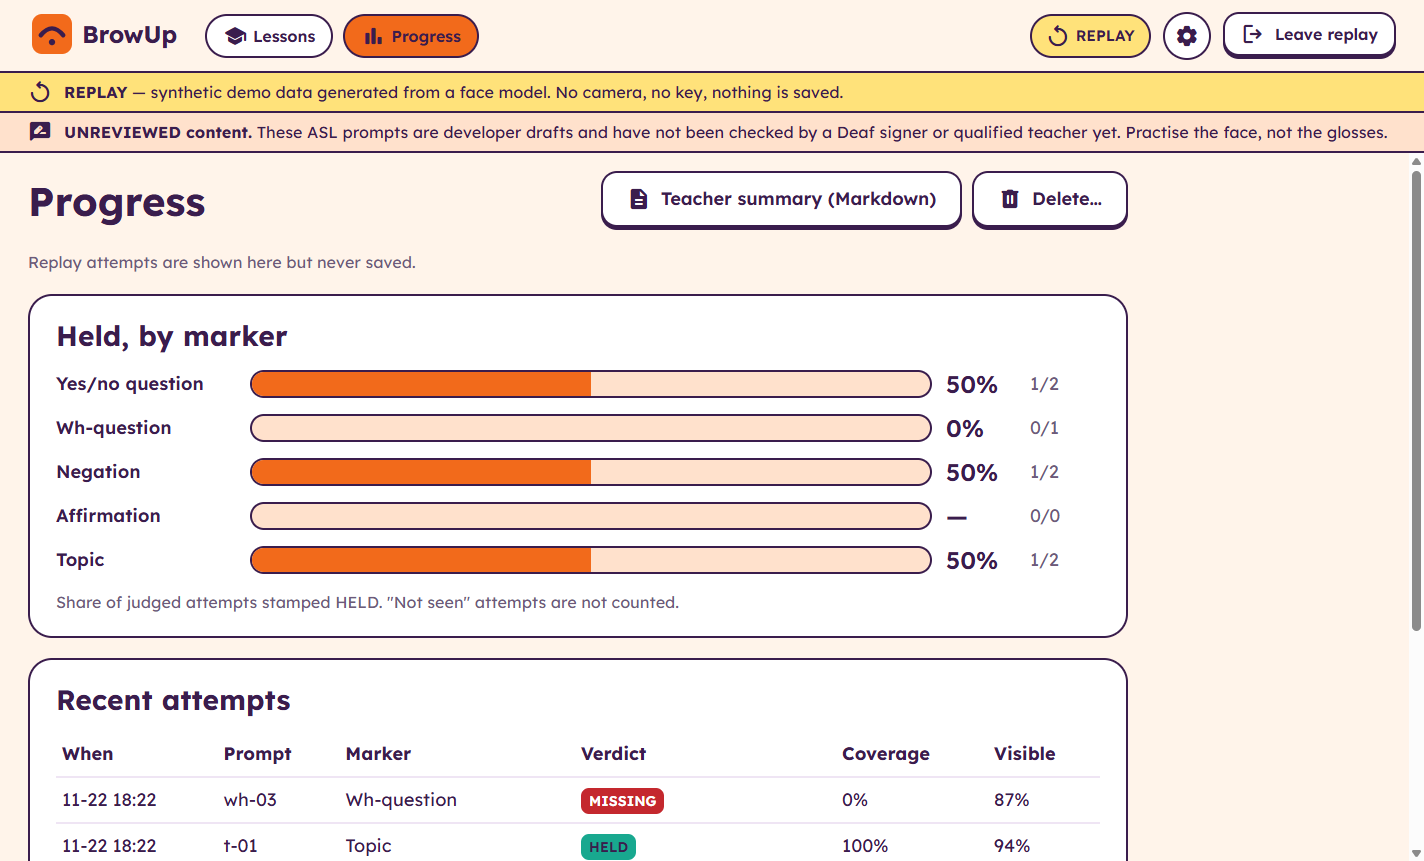 BrowUp
Lessons
Progress
REPLAY
Leave replay
REPLAY — synthetic demo data generated from a face model. No camera, no key, nothing is saved.
UNREVIEWED content. These ASL prompts are developer drafts and have not been checked by a Deaf signer or qualified teacher yet. Practise the face, not the glosses.
Progress
Teacher summary (Markdown)
Delete...
Replay attempts are shown here but never saved.
Held, by marker
Yes/no question 50% 1/2
Wh-question 0% 0/1
Negation 50% 1/2
Affirmation — 0/0
Topic 50% 1/2
Share of judged attempts stamped HELD. "Not seen" attempts are not counted.
Recent attempts
When Prompt Marker Verdict Coverage Visible
11-22 18:22 wh-03 Wh-question MISSING 0% 87%
11-22 18:22 t-01 Topic HELD 100% 94%